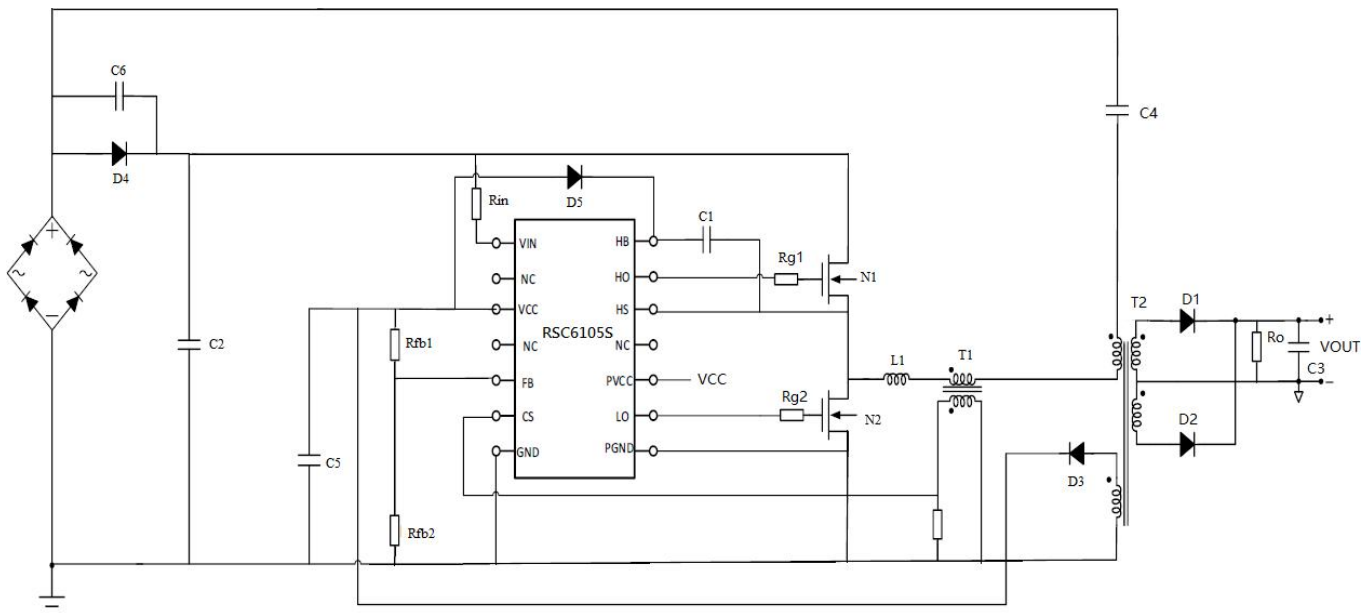 C6
C4
D4
D5
Rin
C1
VIN
HB
Rg1
NC
HO
N1
VCC
HS
RSC6105S
T2
D1
+
C2
Rfb1
NC
NC
L1
T1
Ro
VOUT
FB
PVCC
VCC
C3
−
CS
LO
Rg2
N2
D2
GND
PGND
C5
D3
Rfb2
+
~
~
−